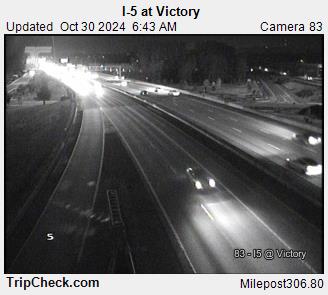 I-5 at Victory
Updated  Oct 30 2024  6:43 AM
Camera 83
S
83 - I5 @ Victory
TripCheck.com
Milepost306.80